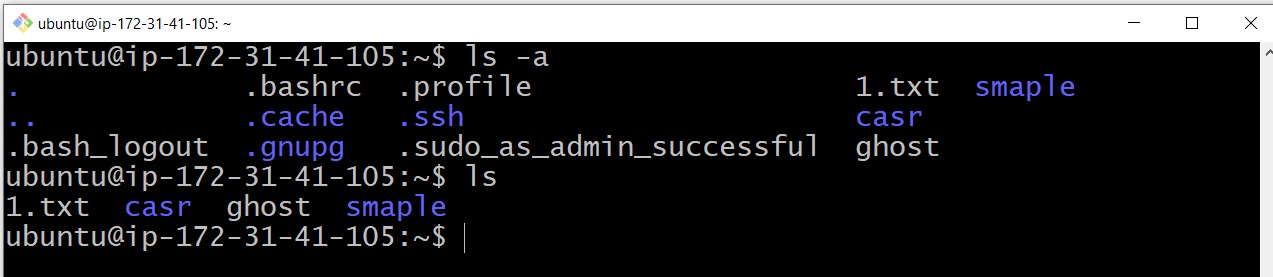 ubuntu@ip-172-31-41-105: ~
ubuntu@ip-172-31-41-105:~$ ls -a
. .bashrc .profile 1.txt smaple
.. .cache .ssh casr
.bash_logout .gnupg .sudo_as_admin_successful ghost
ubuntu@ip-172-31-41-105:~$ ls
1.txt casr ghost smaple
ubuntu@ip-172-31-41-105:~$